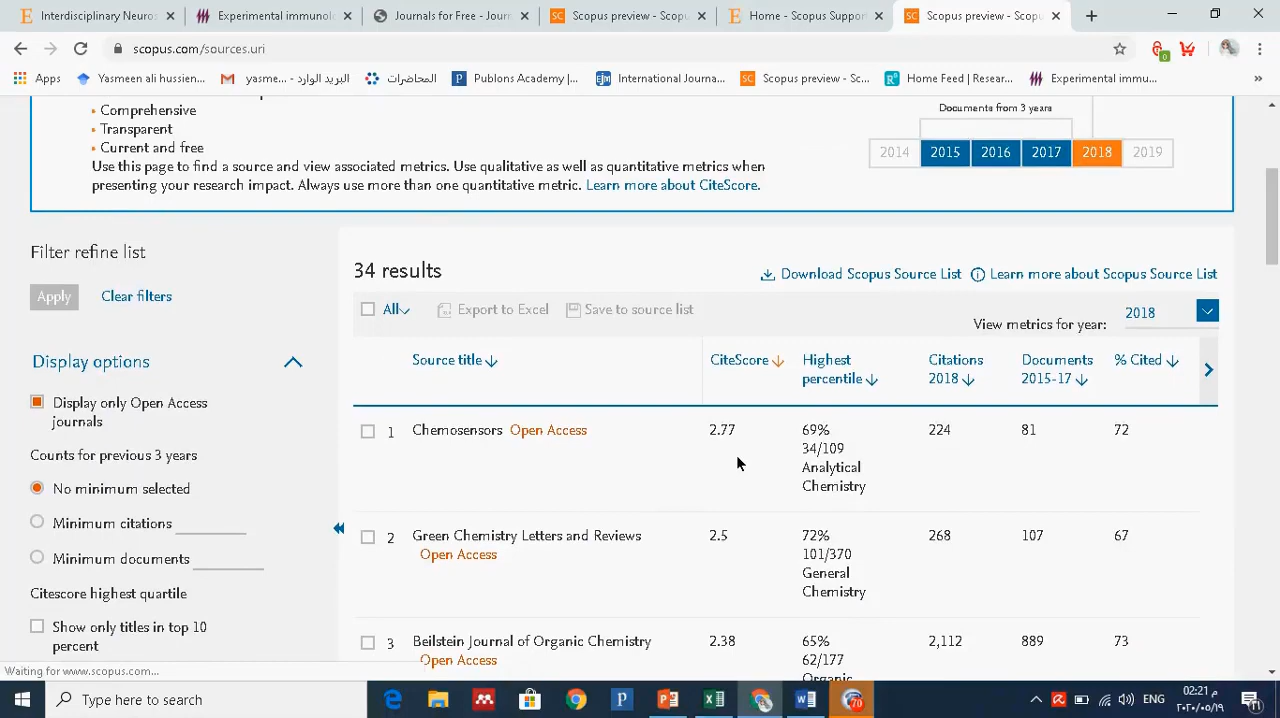 Interdisciplinary Neuros
Experimental immunolo
Journals for Free - Journ
Scopus preview - Scopu
Home - Scopus Suppor
Scopus preview - Scopu
scopus.com/sources.uri
Apps
Yasmeen ali hussien...
yasme... - البريد الوارد
المحاضرات
Publons Academy |...
International Journa...
Scopus preview - Sc...
Home Feed | Resear...
Experimental immu...
• Comprehensive
• Transparent
• Current and free
Use this page to find a source and view associated metrics. Use qualitative as well as quantitative metrics when
presenting your research impact. Always use more than one quantitative metric. Learn more about CiteScore.
Documents from 3 years
2014 2015 2016 2017 2018 2019
Filter refine list
Apply Clear filters
Display options
Display only Open Access
journals
Counts for previous 3 years
No minimum selected
Minimum citations
Minimum documents
Citescore highest quartile
Show only titles in top 10
percent
34 results
Download Scopus Source List
Learn more about Scopus Source List
All
Export to Excel
Save to source list
View metrics for year:
2018
Source title
CiteScore
Highest
percentile
Citations
2018
Documents
2015-17
% Cited
1 Chemosensors Open Access 2.77 69% 224 81 72
34/109
Analytical
Chemistry
2 Green Chemistry Letters and Reviews 2.5 72% 268 107 67
Open Access 101/370
General
Chemistry
3 Beilstein Journal of Organic Chemistry 2.38 65% 2,112 889 73
Open Access 62/177
Organic
Waiting for www.scopus.com...
Type here to search
70
ENG
02:21 م
٢٠٢٠/٠٥/١٩